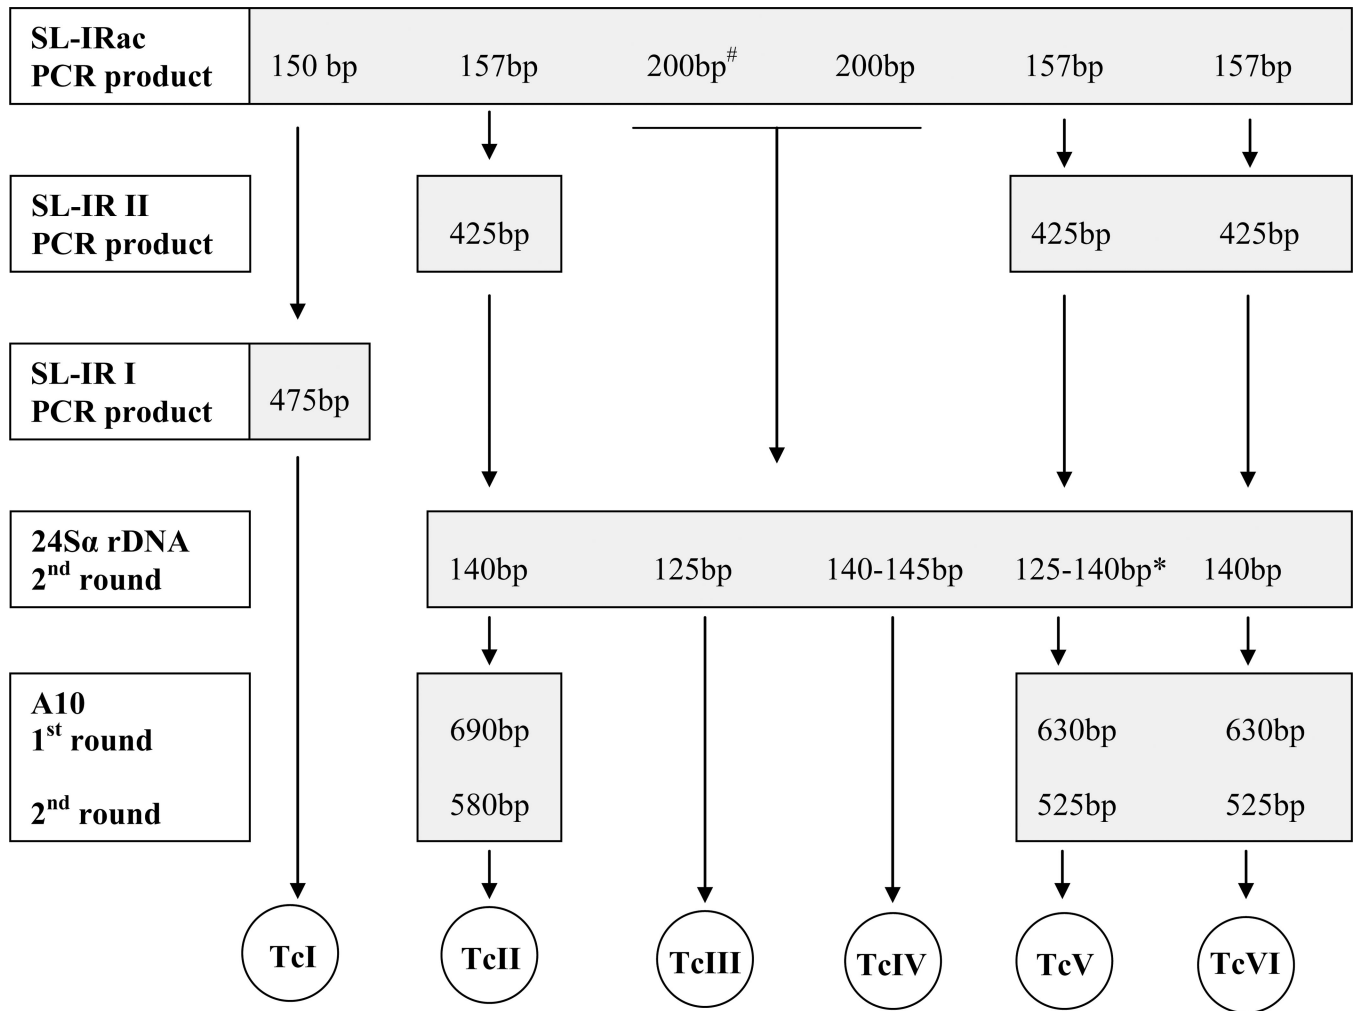 SL-IRac
PCR product
150 bp 157bp 200bp# 200bp 157bp 157bp
SL-IR II
PCR product
425bp 425bp 425bp
SL-IR I
PCR product
475bp
24Sα rDNA
2nd round
140bp 125bp 140-145bp 125-140bp* 140bp
A10
1st round
690bp 630bp 630bp
2nd round
580bp 525bp 525bp
TcI TcII TcIII TcIV TcV TcVI